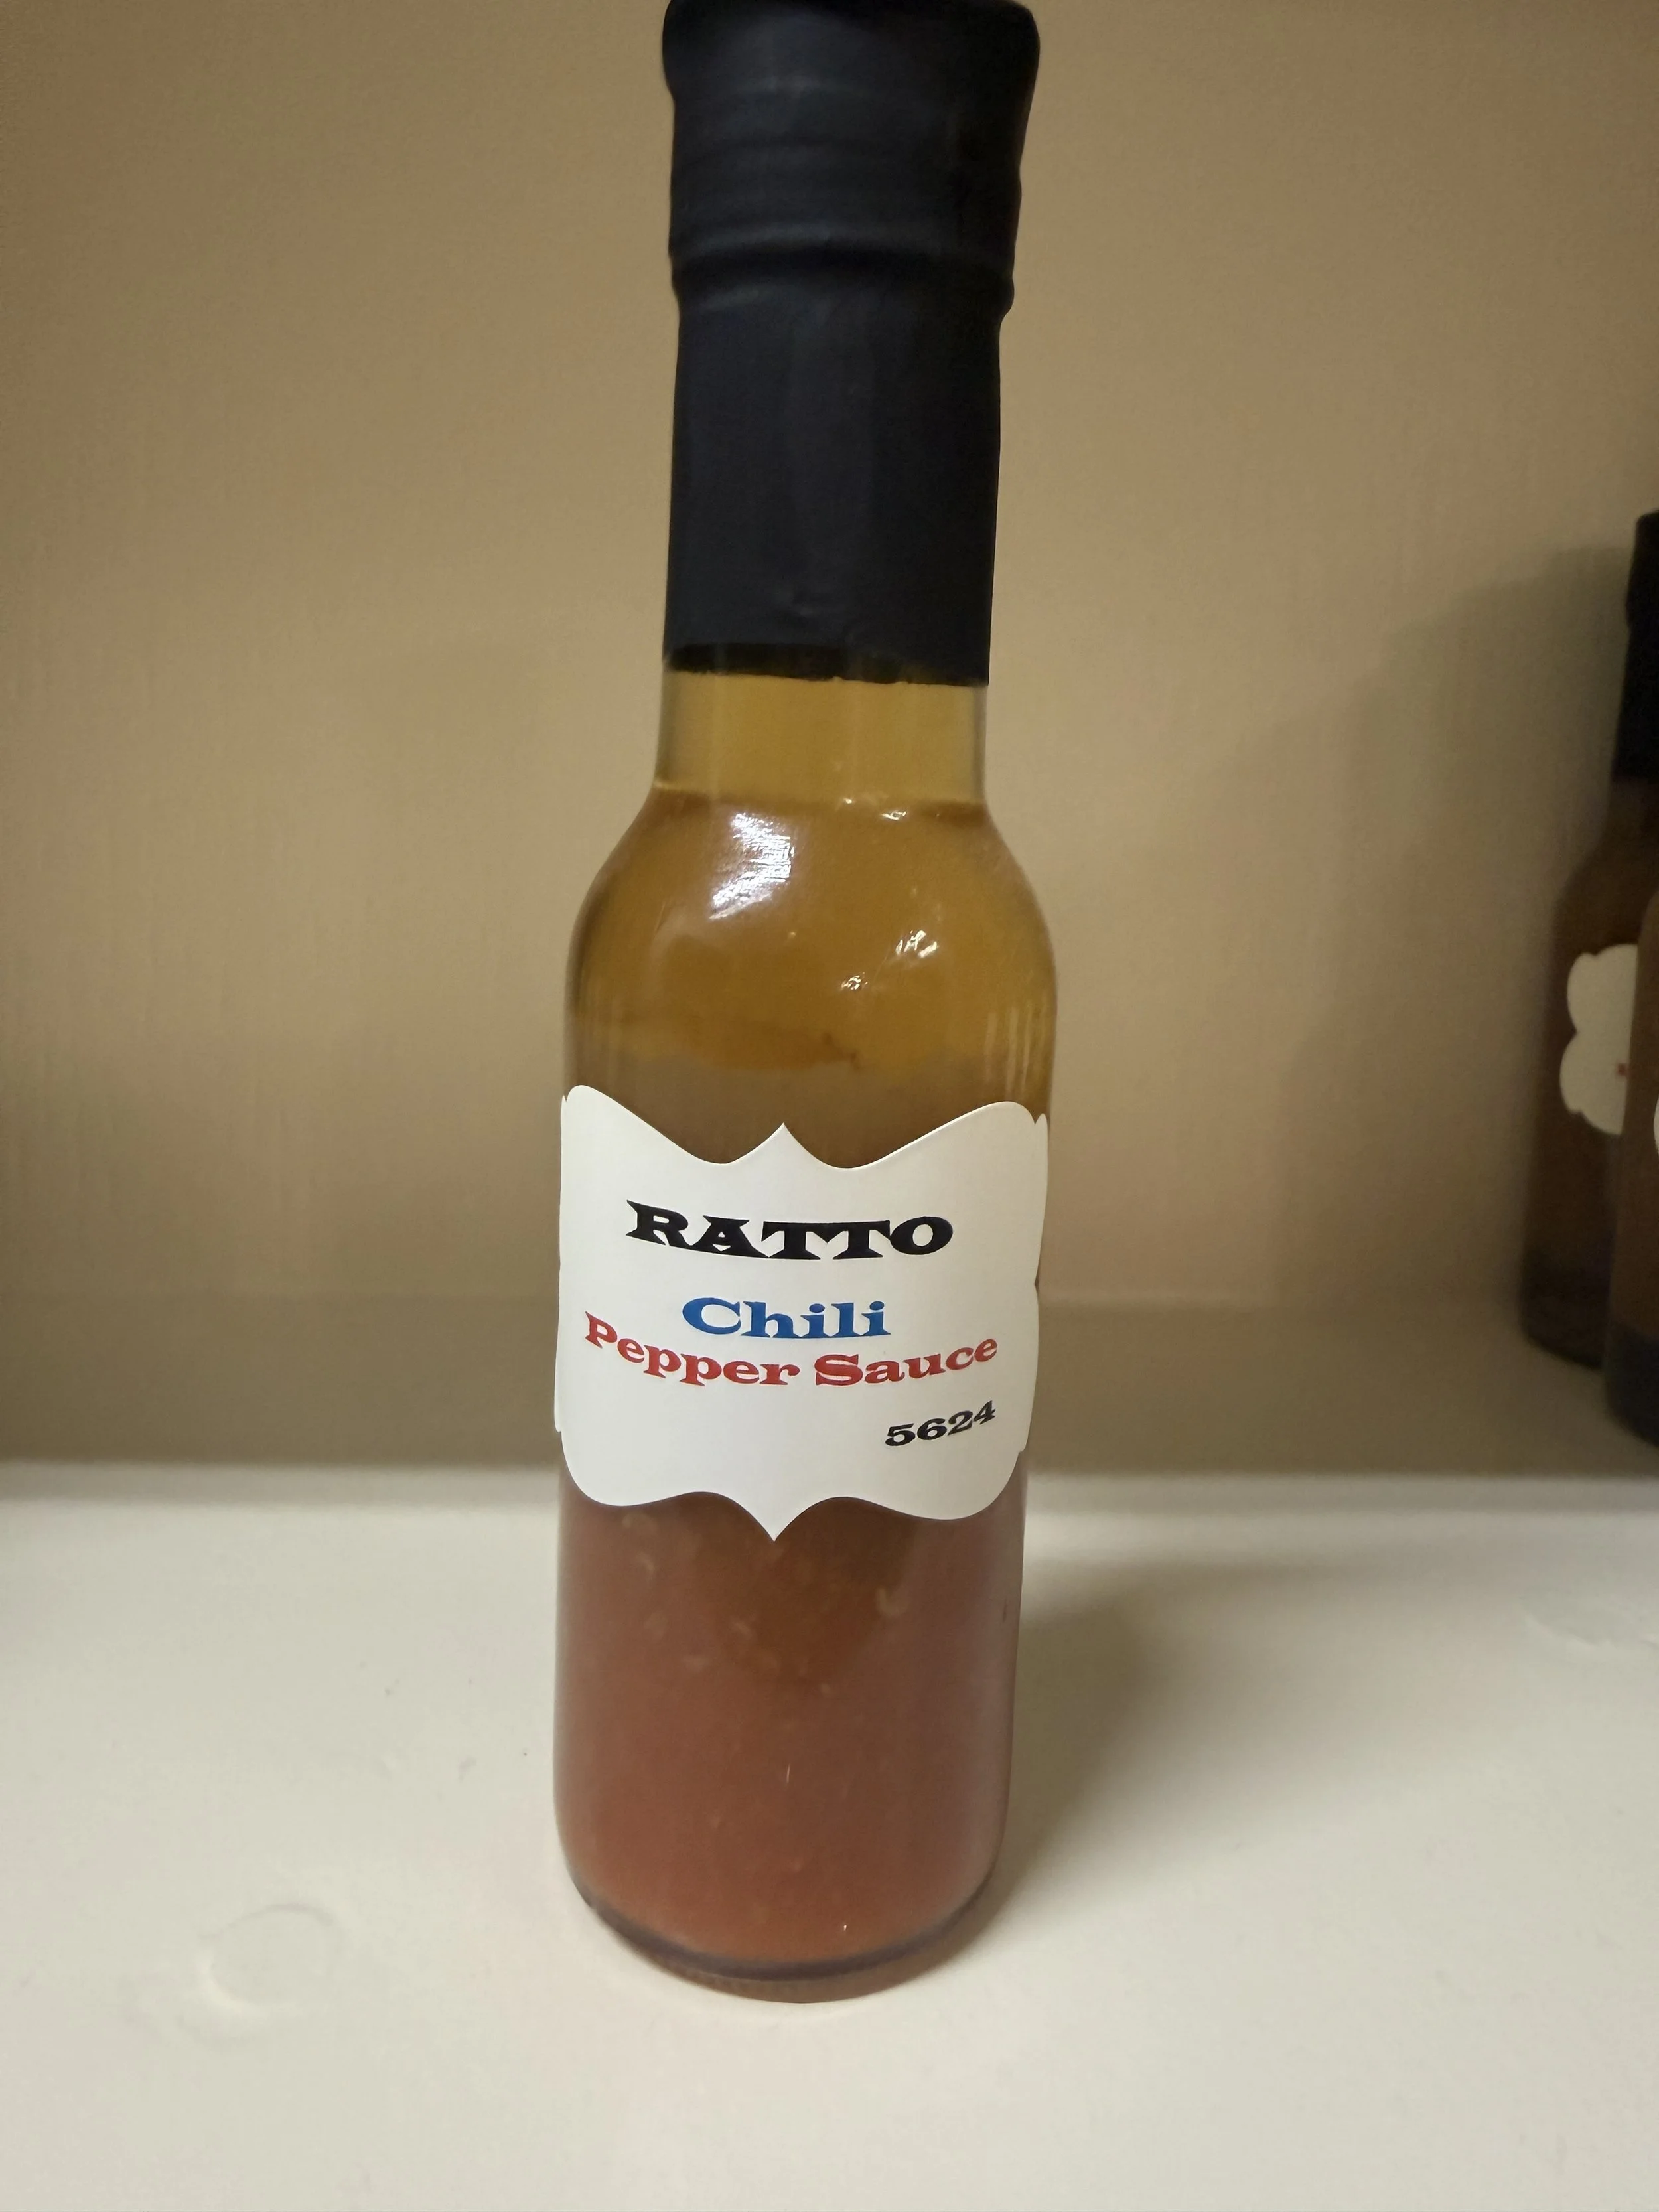 RATTO
Chili
Pepper Sauce
5624